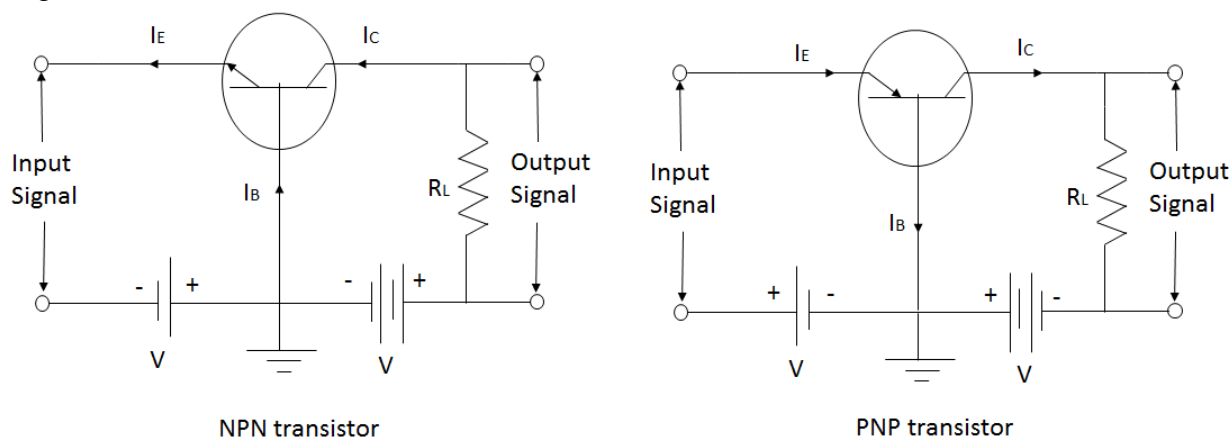 IE
IC
IE
IC
Input
Signal
IB
RL
Output
Signal
Input
Signal
IB
RL
Output
Signal
- +
- +
+ -
+ -
V
V
V
V
NPN transistor
PNP transistor